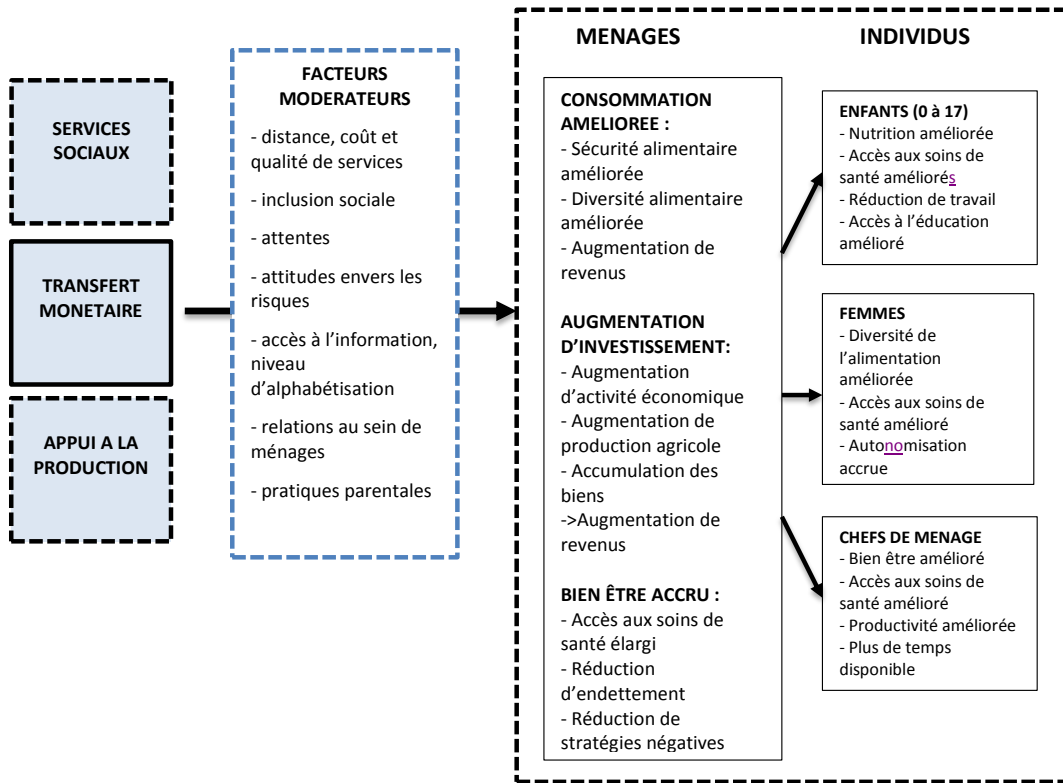 SERVICES
SOCIAUX
TRANSFERT
MONETAIRE
APPUI A LA
PRODUCTION
FACTEURS
MODERATEURS
- distance, coût et
qualité de services
- inclusion sociale
- attentes
- attitudes envers les
risques
- accès à l’information,
niveau
d’alphabétisation
- relations au sein de
ménages
- pratiques parentales
MENAGES
CONSOMMATION
AMELIOREE :
- Sécurité alimentaire
améliorée
- Diversité alimentaire
améliorée
- Augmentation de
revenus
AUGMENTATION
D’INVESTISSEMENT:
- Augmentation
d’activité économique
- Augmentation de
production agricole
- Accumulation des
biens
->Augmentation de
revenus
BIEN ÊTRE ACCRU :
- Accès aux soins de
santé élargi
- Réduction
d’endettement
- Réduction de
stratégies négatives
INDIVIDUS
ENFANTS (0 à 17)
- Nutrition améliorée
- Accès aux soins de
santé améliorés
- Réduction de travail
- Accès à l’éducation
amélioré
FEMMES
- Diversité de
l’alimentation
améliorée
- Accès aux soins de
santé amélioré
- Autonomisation
accrue
CHEFS DE MENAGE
- Bien être amélioré
- Accès aux soins de
santé amélioré
- Productivité améliorée
- Plus de temps
disponible